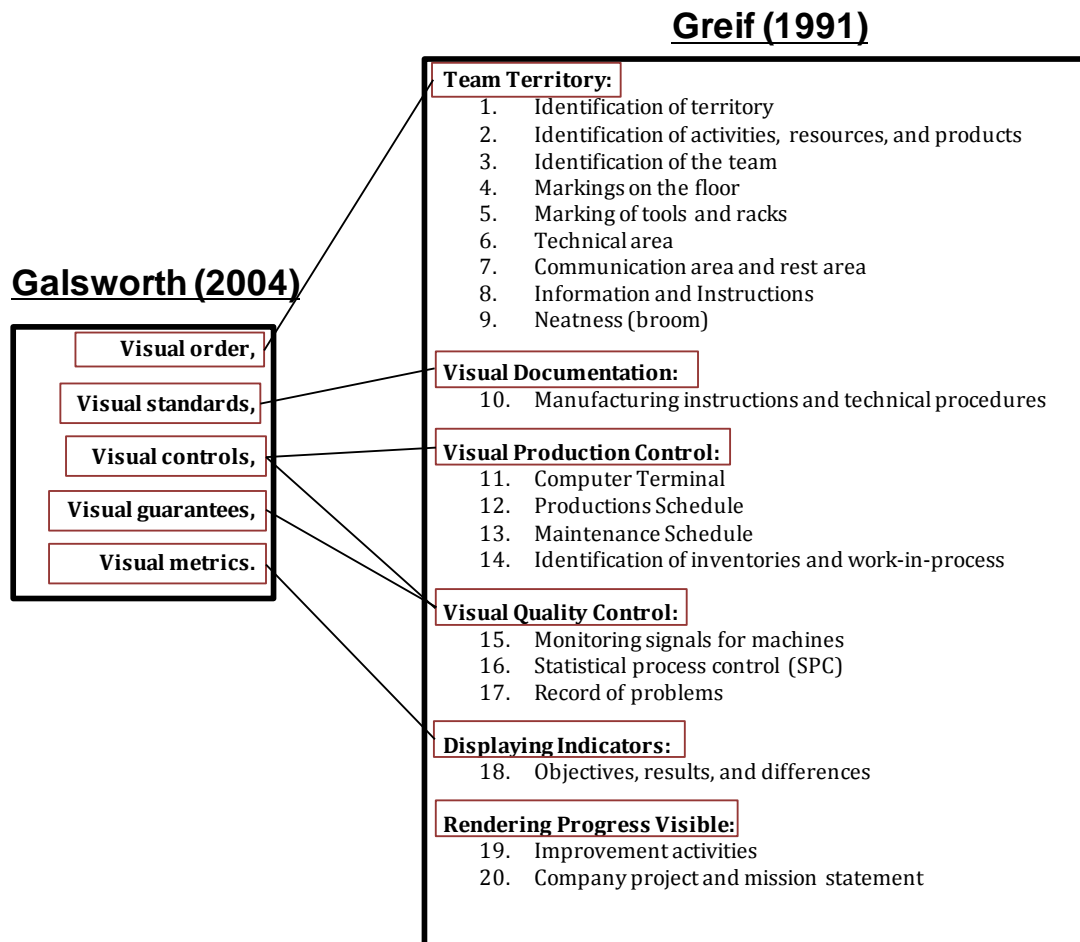 Greif (1991)
Team Territory:
1. Identification of territory
2. Identification of activities, resources, and products
3. Identification of the team
4. Markings on the floor
5. Marking of tools and racks
6. Technical area
7. Communication area and rest area
8. Information and Instructions
9. Neatness (broom)
Visual Documentation:
10. Manufacturing instructions and technical procedures
Visual Production Control:
11. Computer Terminal
12. Productions Schedule
13. Maintenance Schedule
14. Identification of inventories and work-in-process
Visual Quality Control:
15. Monitoring signals for machines
16. Statistical process control (SPC)
17. Record of problems
Displaying Indicators:
18. Objectives, results, and differences
Rendering Progress Visible:
19. Improvement activities
20. Company project and mission statement
Galsworth (2004)
Visual order,
Visual standards,
Visual controls,
Visual guarantees,
Visual metrics.